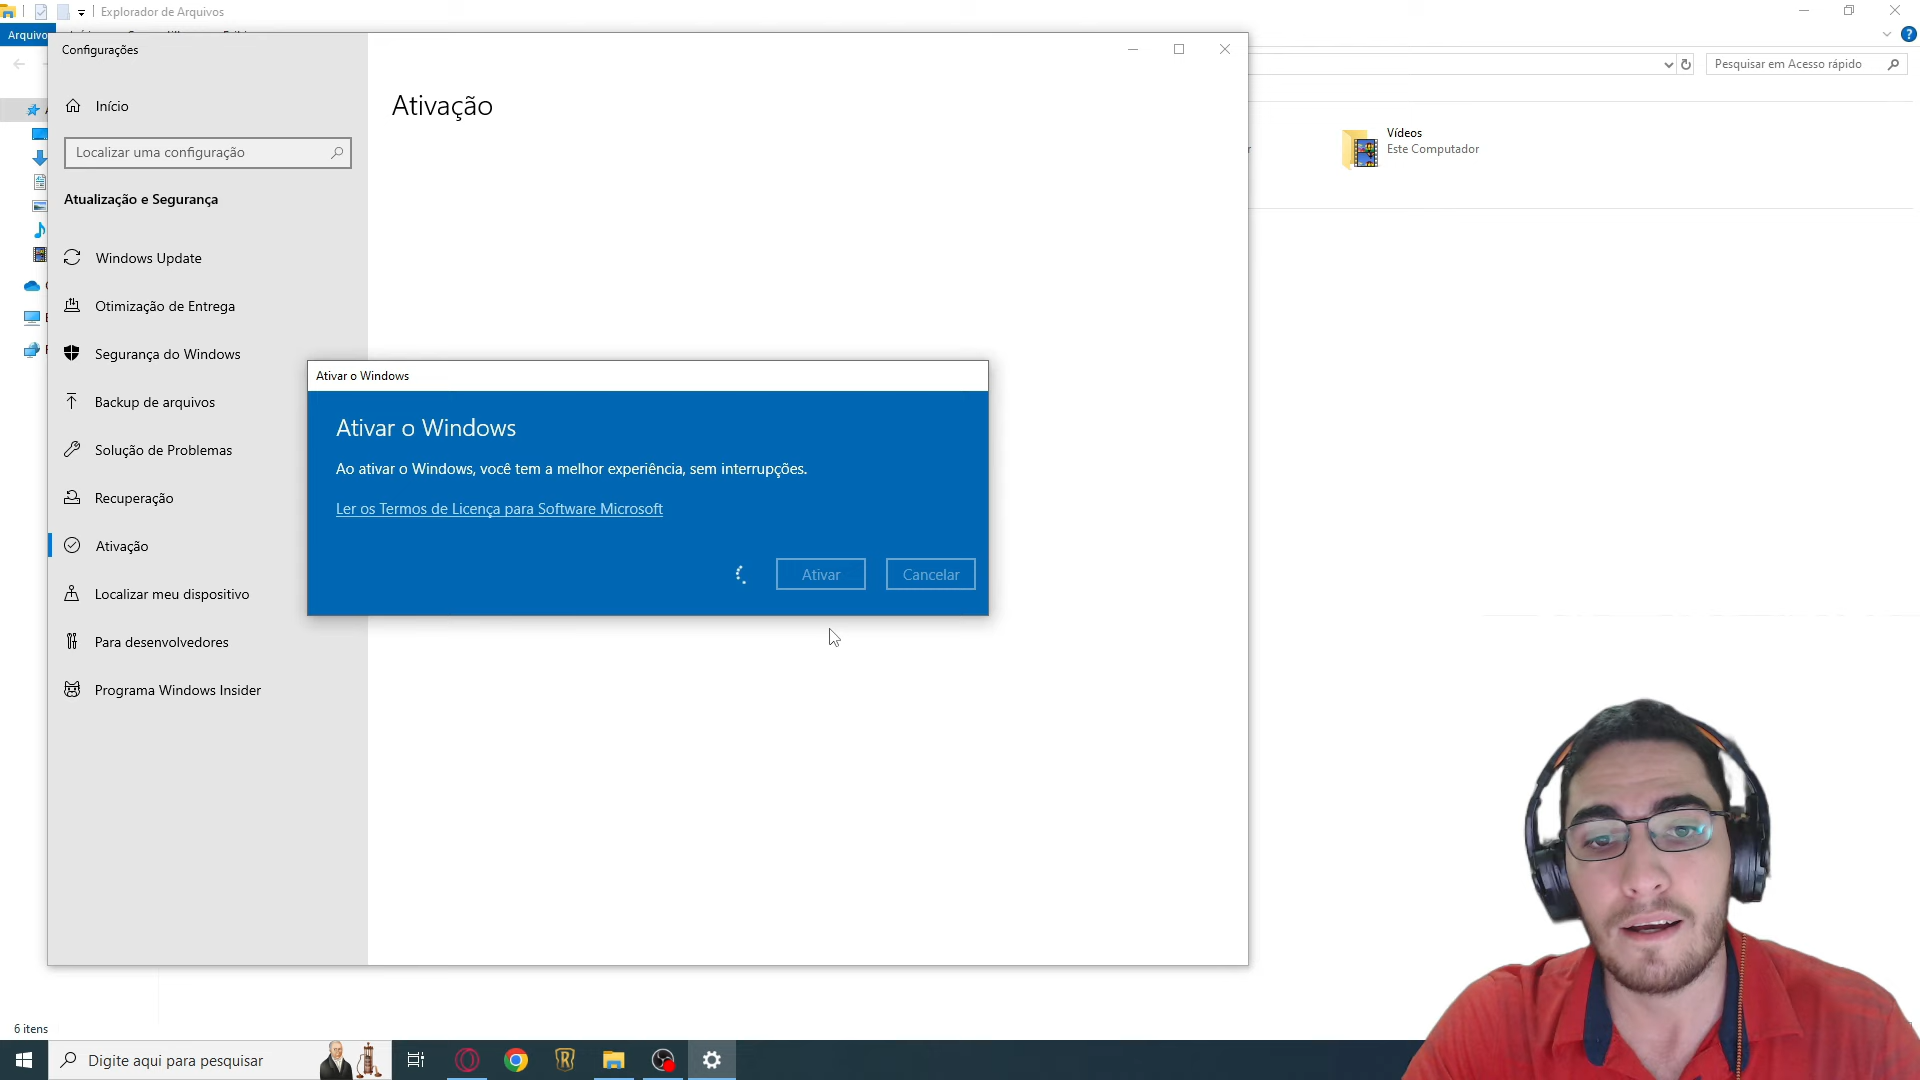 Explorador de Arquivos
Arquivo
Pesquisar em Acesso rápido
Configurações
Início
Localizar uma configuração
Atualização e Segurança
Windows Update
Otimização de Entrega
Segurança do Windows
Backup de arquivos
Solução de Problemas
Recuperação
Ativação
Localizar meu dispositivo
Para desenvolvedores
Programa Windows Insider
Ativação
Vídeos
Este Computador
Ativar o Windows
Ativar o Windows
Ao ativar o Windows, você tem a melhor experiência, sem interrupções.
Ler os Termos de Licença para Software Microsoft
Ativar
Cancelar
6 itens
Digite aqui para pesquisar